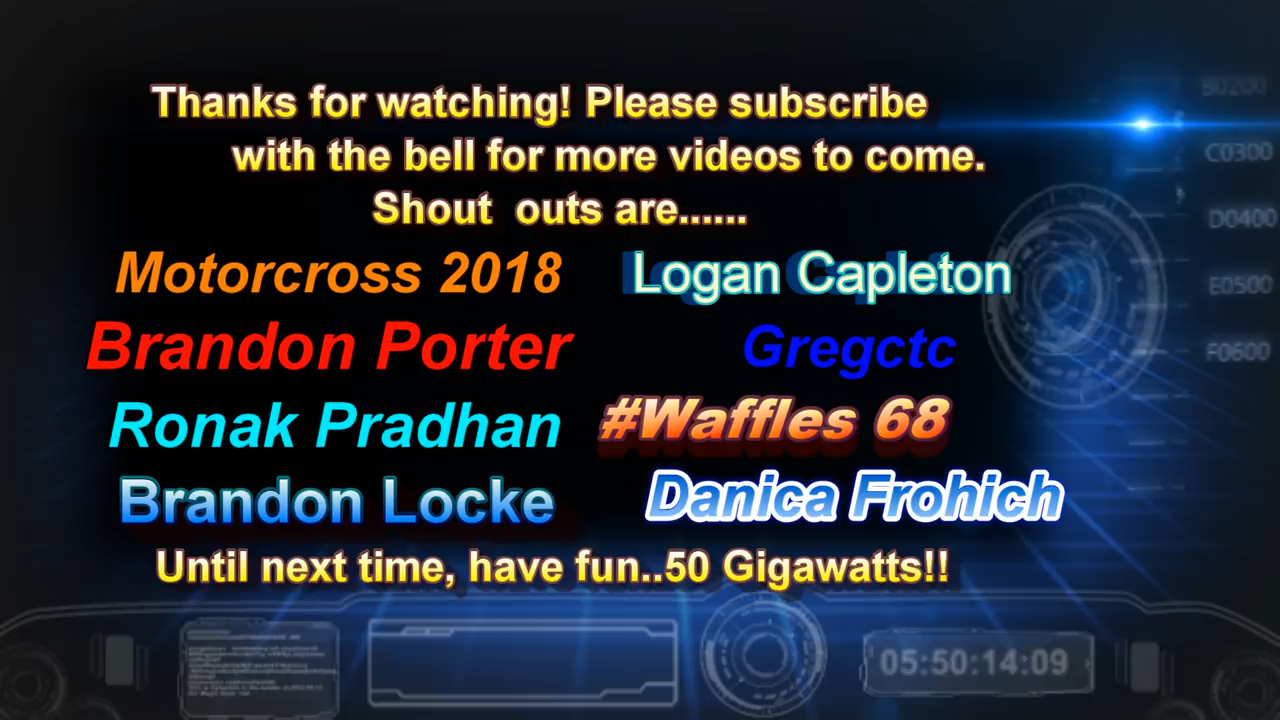 Thanks for watching! Please subscribe
with the bell for more videos to come.
Shout outs are......
Motorcross 2018 Logan Capleton
Brandon Porter Gregctc
Ronak Pradhan #Waffles 68
Brandon Locke Danica Frohich
Until next time, have fun..50 Gigawatts!!
B0200
C0300
D0400
E0500
F0600
05:50:14:09